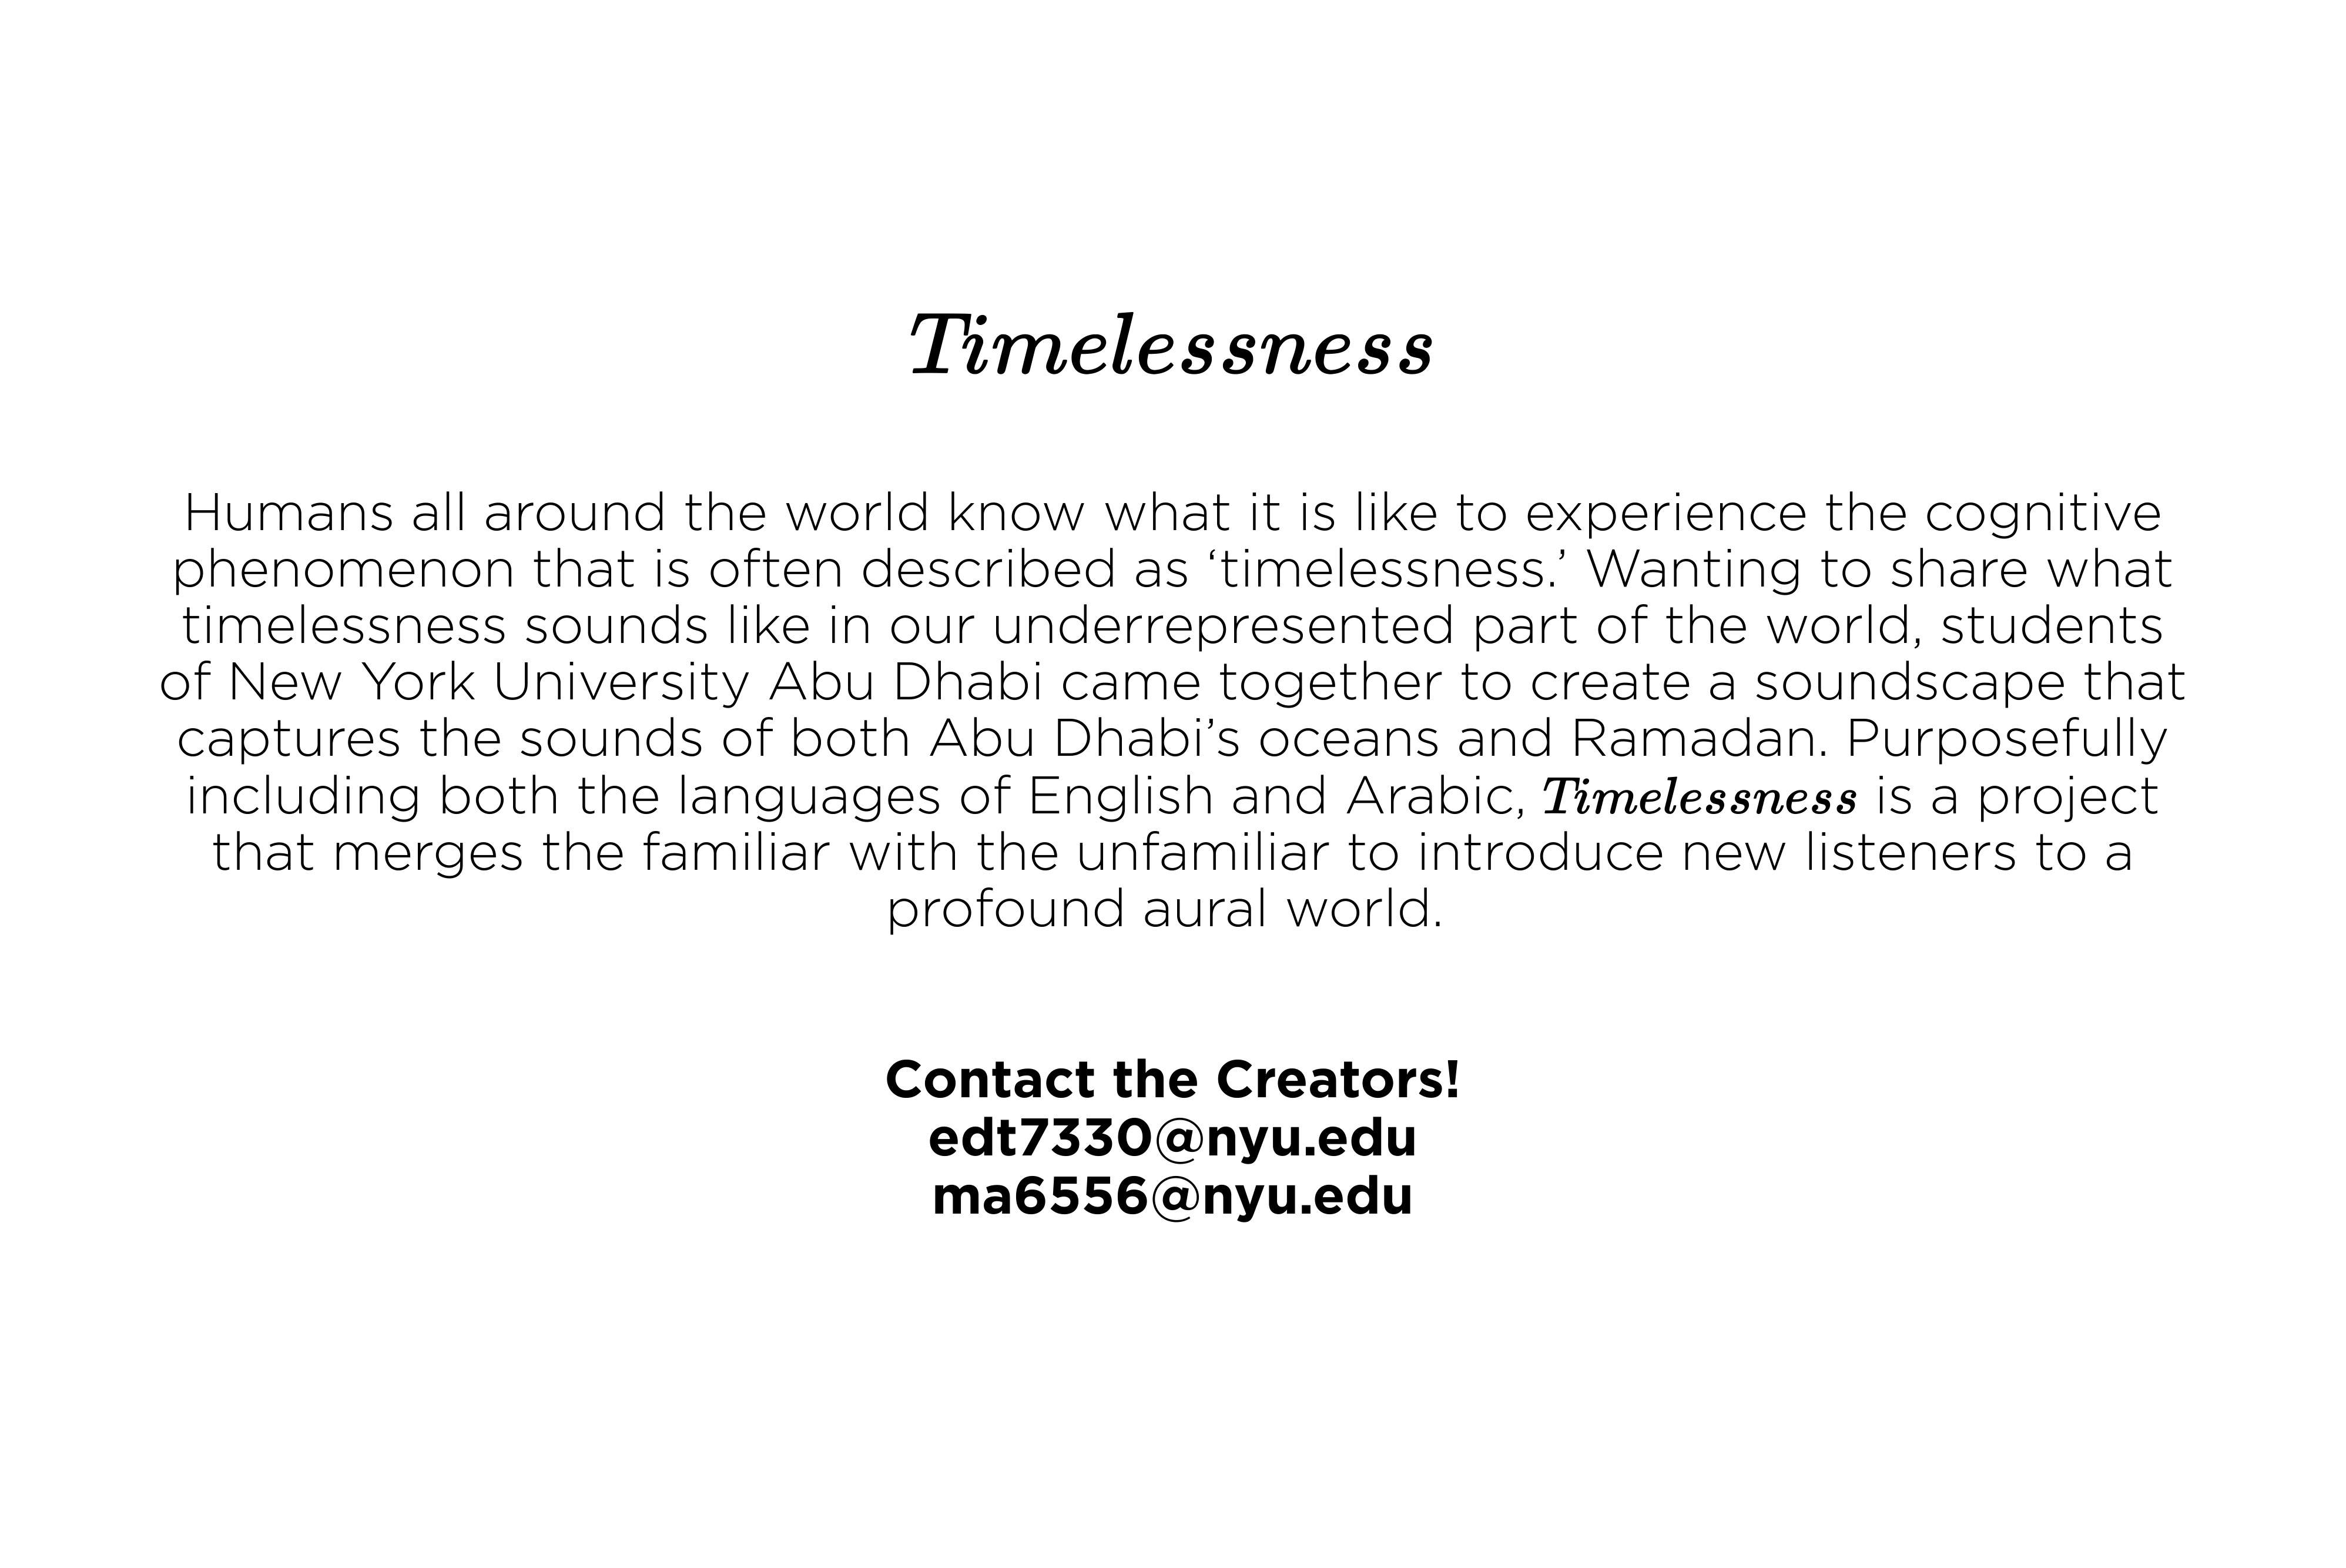 Timelessness
Humans all around the world know what it is like to experience the cognitive
phenomenon that is often described as ‘timelessness.’ Wanting to share what
timelessness sounds like in our underrepresented part of the world, students
of New York University Abu Dhabi came together to create a soundscape that
captures the sounds of both Abu Dhabi’s oceans and Ramadan. Purposefully
including both the languages of English and Arabic, Timelessness is a project
that merges the familiar with the unfamiliar to introduce new listeners to a
profound aural world.
Contact the Creators!
edt7330@nyu.edu
ma6556@nyu.edu